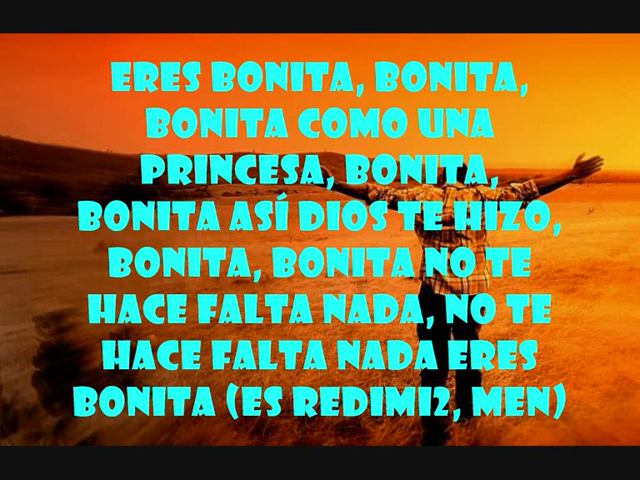 ERES BONITA, BONITA,
BONITA COMO UNA
PRINCESA, BONITA,
BONITA ASÍ DIOS TE HIZO,
BONITA, BONITA NO TE
HACE FALTA NADA, NO TE
HACE FALTA NADA ERES
BONITA (ES REDIMI2, MEN)